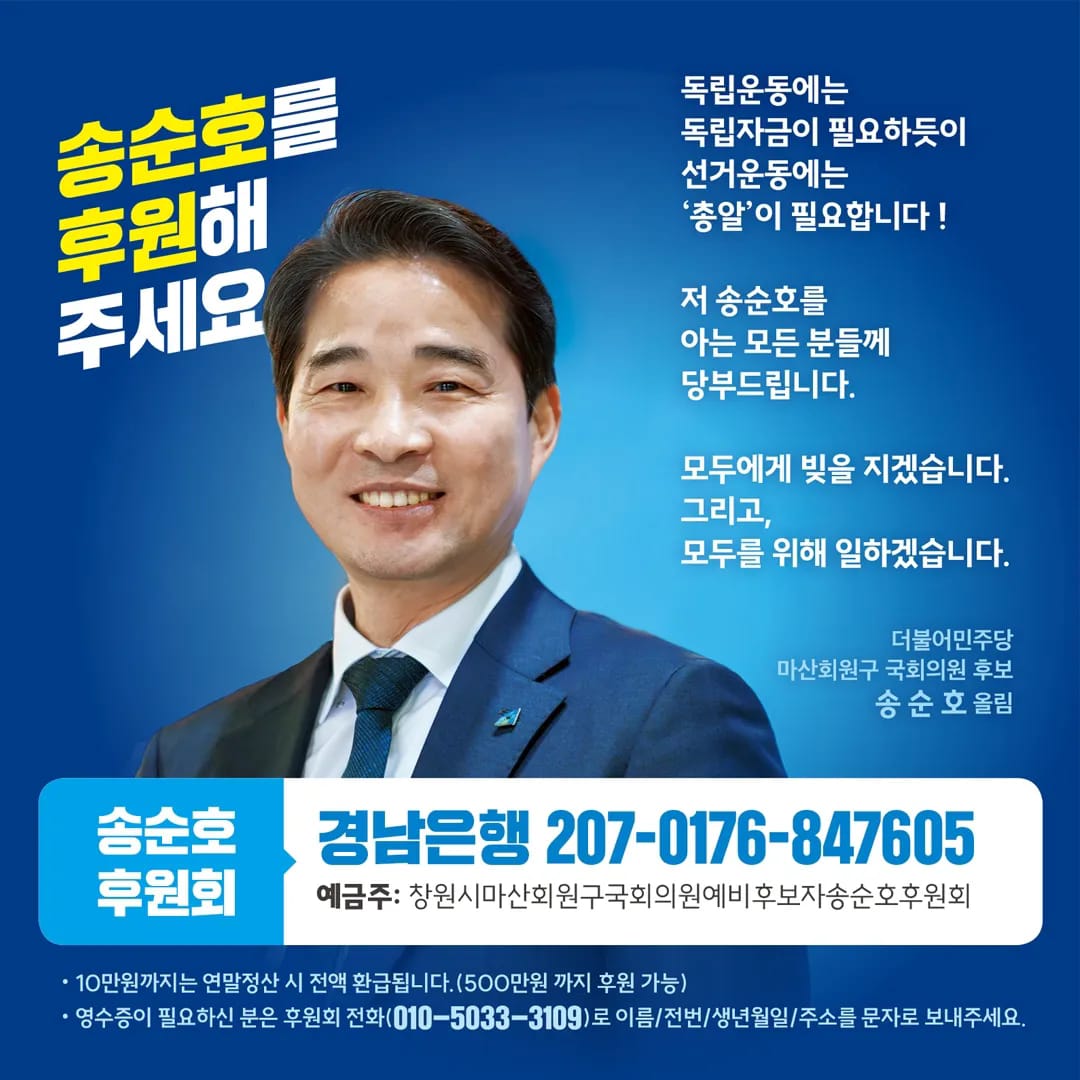 송순호를
후원해
주세요
독립운동에는
독립자금이 필요하듯이
선거운동에는
‘총알’이 필요합니다 !
저 송순호를
아는 모든 분들께
당부드립니다.
모두에게 빚을 지겠습니다.
그리고,
모두를 위해 일하겠습니다.
더불어민주당
마산회원구 국회의원 후보
송 순 호 올림
송순호
후원회
경남은행 207-0176-847605
예금주: 창원시마산회원구국회의원예비후보자송순호후원회
• 10만원까지는 연말정산 시 전액 환급됩니다.(500만원 까지 후원 가능)
• 영수증이 필요하신 분은 후원회 전화(010-5033-3109)로 이름/전번/생년월일/주소를 문자로 보내주세요.